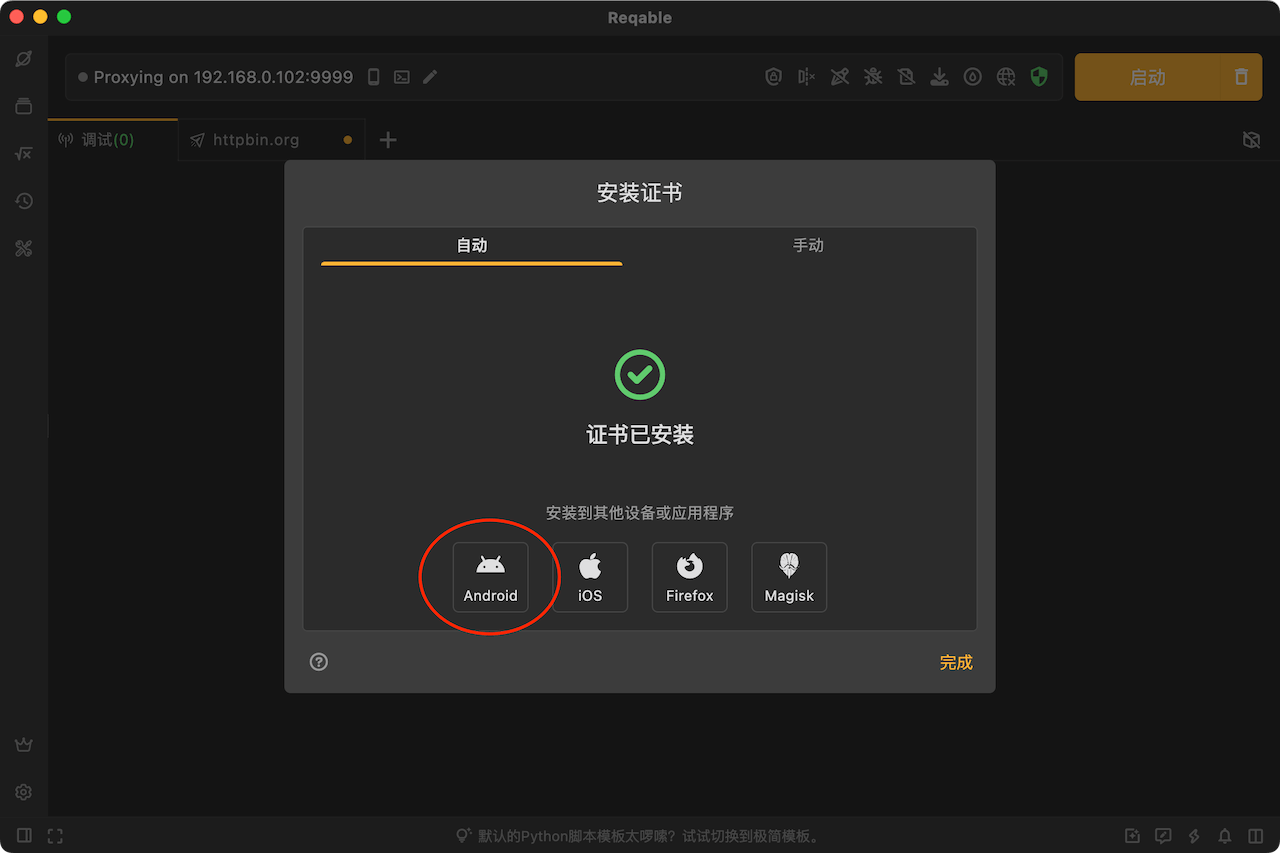 Reqable
Proxying on 192.168.0.102:9999
启动
调试(0)
httpbin.org
安装证书
自动
手动
证书已安装
安装到其他设备或应用程序
Android
iOS
Firefox
Magisk
完成
默认的Python脚本模板太啰嗦？试试切换到极简模板。